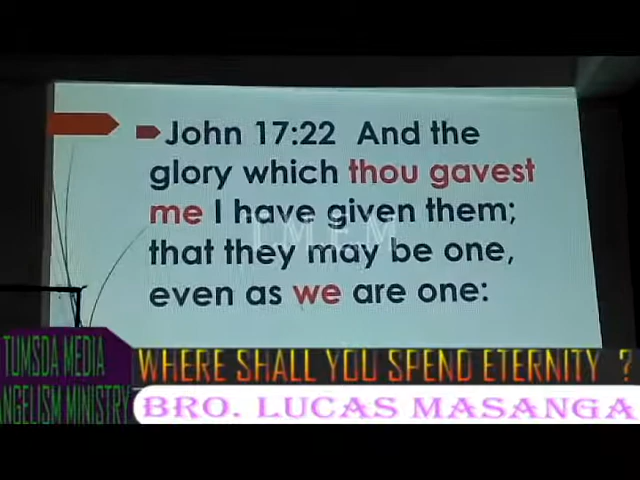 John 17:22 And the
glory which thou gavest
me I have given them;
that they may be one,
even as we are one:
TUMSDA MEDIA
ANGELISM MINISTRY
WHERE SHALL YOU SPEND ETERNITY ?
BRO. LUCAS MASANGA